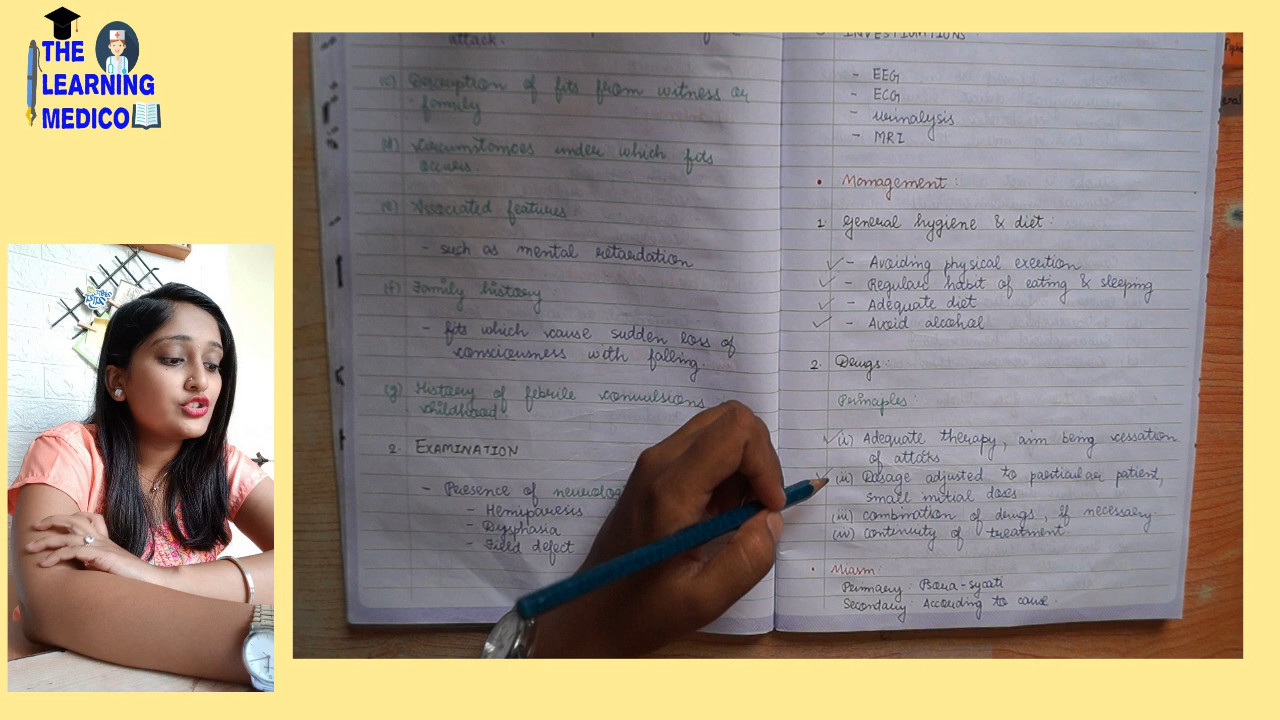 THE
LEARNING
MEDICO
attack.
(c) Description of fits from witness or
family
(d) Circumstances under which fits
occurs.
(e) Associated features
- such as mental retardation
(f) Family history:
- fits which cause sudden loss of
consciousness with falling.
(g) History of febrile convulsions
childhood
2. EXAMINATION
- Presence of neurolog
- Hemiparesis
- Dysphasia
- Field defect
INVESTIGATIONS:
- EEG
- ECG
- urinalysis
- MRI
• Management:
1. General hygiene & diet:
- Avoiding physical exertion
- Regular habit of eating & sleeping
- Adequate diet
- Avoid alcohol
2. Drugs:
Principles:
(i) Adequate therapy, aim being cessation
of attacks
(ii) Dosage adjusted to particular patient,
small initial doses
(iii) combination of drugs, if necessary
(iv) continuity of treatment.
• Miasm:
Primary: Psora-sycoti
Secondary: According to cause.